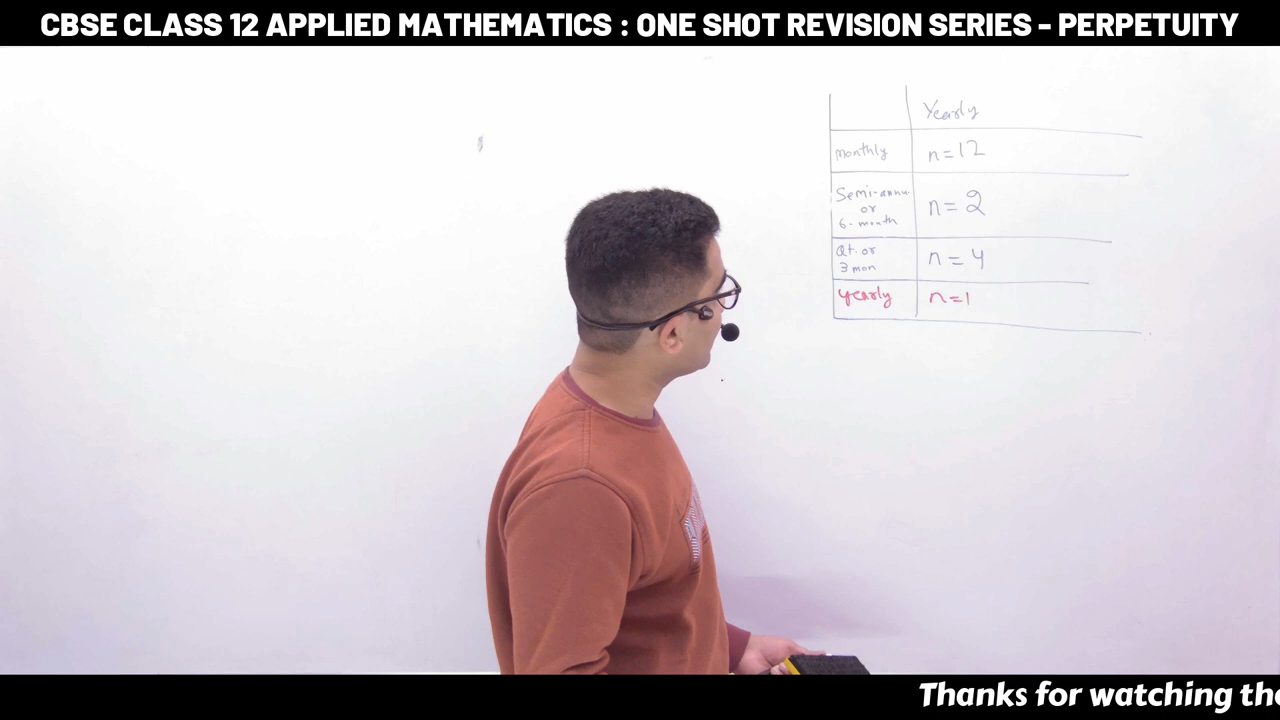 CBSE CLASS 12 APPLIED MATHEMATICS : ONE SHOT REVISION SERIES - PERPETUITY
Yearly
monthly n=12
Semi-annu
or
6-month
n=2
Qt. or
3 mon
n=4
yearly n=1
Thanks for watching the